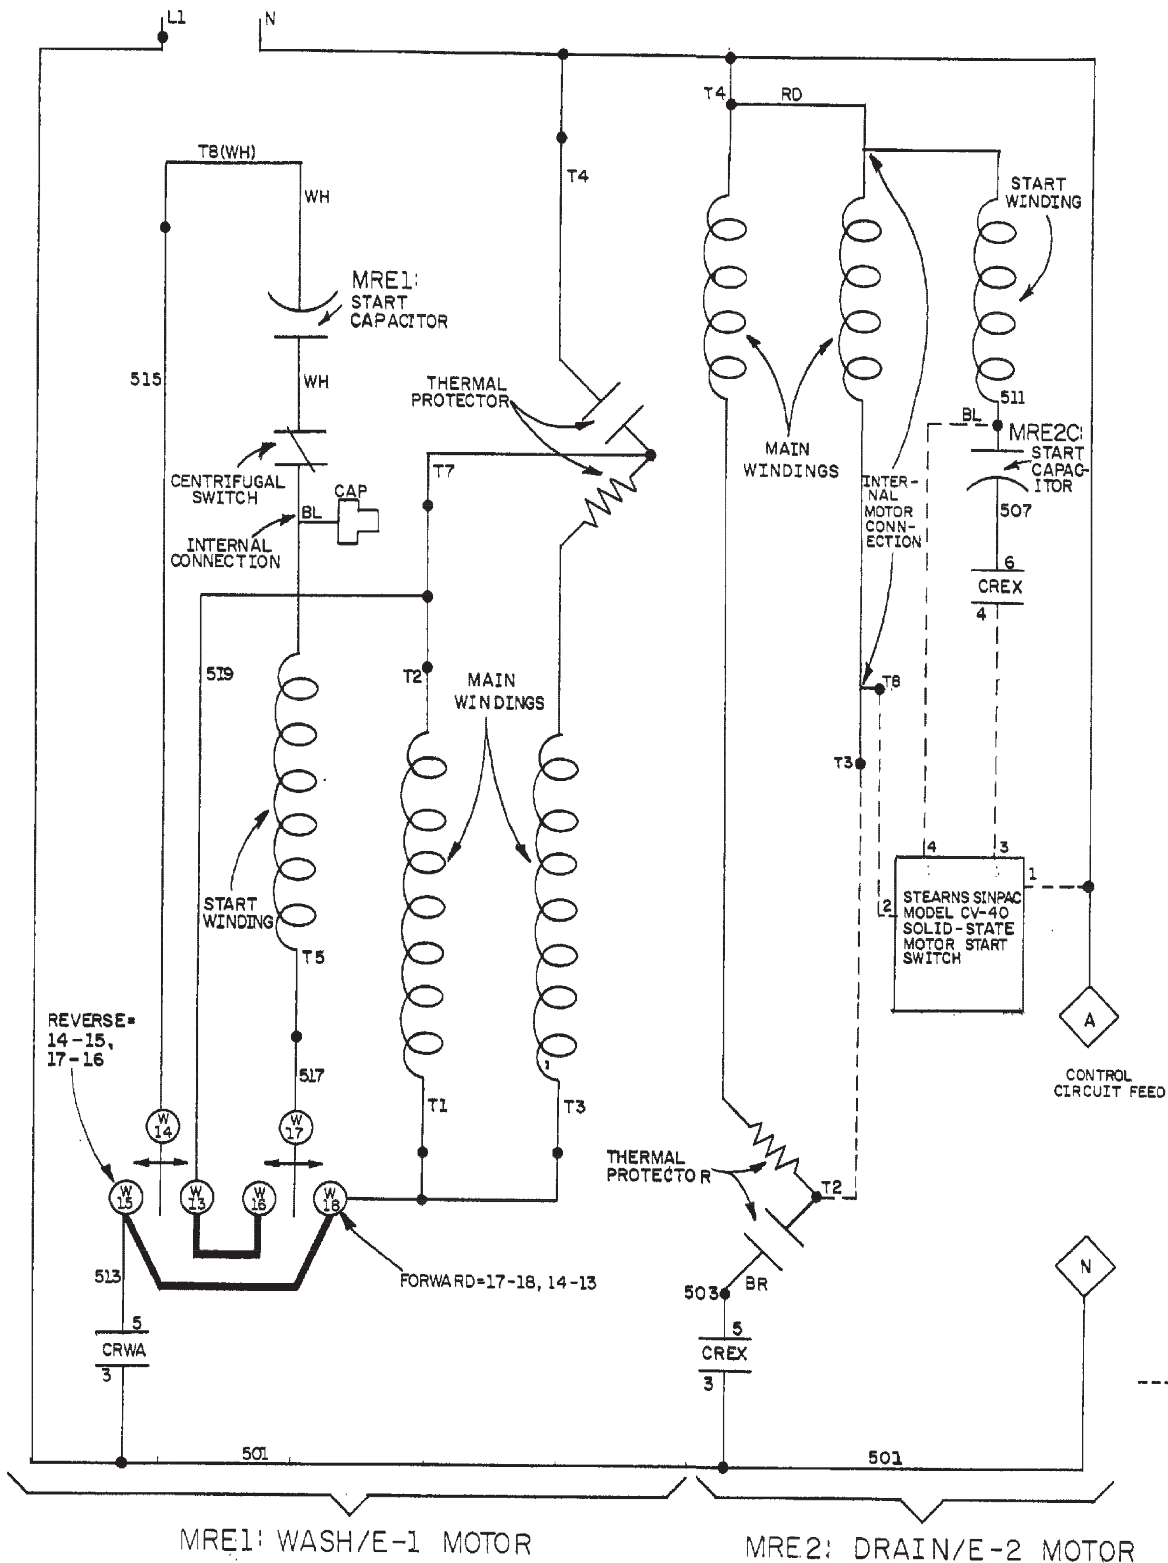 L1
N
T4
RD
T8(WH)
WH
T4
START
WINDING
MRE1:
START
CAPACITOR
515
WH
THERMAL
PROTECTOR
511
BL
MRE2C:
START
CAPAC-
ITOR
MAIN
WINDINGS
T7
CENTRIFUGAL
SWITCH
CAP
BL
INTERNAL
CONNECTION
INTER-
NAL
MOTOR
CONN-
ECTION
507
6
CREX
4
519
T2
MAIN
WINDINGS
T8
T3
4
3
1
2
STEARNS SINPAC
MODEL CV-40
SOLID-STATE
MOTOR START
SWITCH
START
WINDING
T5
REVERSE=
14-15,
17-16
A
CONTROL
CIRCUIT FEED
517
T1
T3
W
14
W
17
THERMAL
PROTECTOR
T2
W
15
W
13
W
16
W
18
N
513
FORWARD=17-18, 14-13
503
BR
5
CRWA
3
5
CREX
3
501
501
MRE1: WASH/E-1 MOTOR
MRE2: DRAIN/E-2 MOTOR